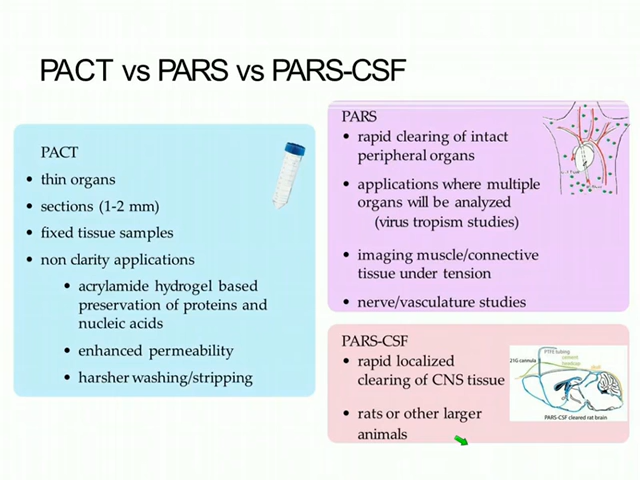 PACT vs PARS vs PARS-CSF
PACT
• thin organs
• sections (1-2 mm)
• fixed tissue samples
• non clarity applications
• acrylamide hydrogel based
preservation of proteins and
nucleic acids
• enhanced permeability
• harsher washing/stripping
PARS
• rapid clearing of intact
peripheral organs
• applications where multiple
organs will be analyzed
(virus tropism studies)
• imaging muscle/connective
tissue under tension
• nerve/vasculature studies
PARS-CSF
• rapid localized
clearing of CNS tissue
• rats or other larger
animals
PTFE tubing
21G cannula
PARS-CSF cleared rat brain.